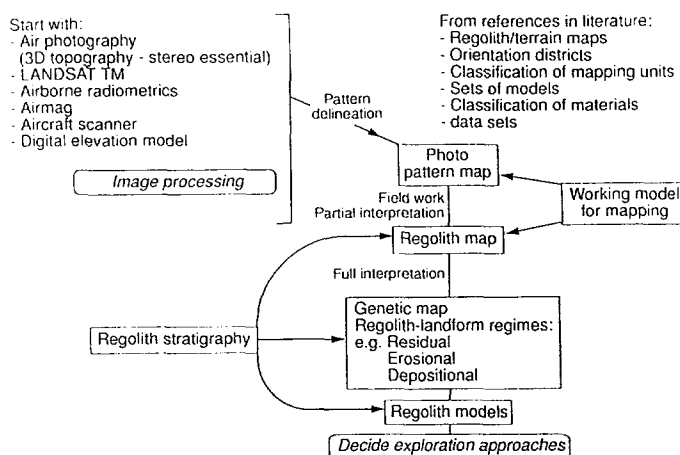 Start with:
- Air photography
(3D topography - stereo essential)
- LANDSAT TM
- Airborne radiometrics
- Airmag
- Aircraft scanner
- Digital elevation model
Image processing
From references in literature:
- Regolith/terrain maps
- Orientation districts
- Classification of mapping units
- Sets of models
- Classification of materials
- data sets
Pattern
delineation
Photo
pattern map
Field work
Partial interpretation
Working model
for mapping
Regolith map
Full interpretation
Regolith stratigraphy
Genetic map
Regolith-landform regimes:
e.g. Residual
Erosional
Depositional
Regolith models
Decide exploration approaches